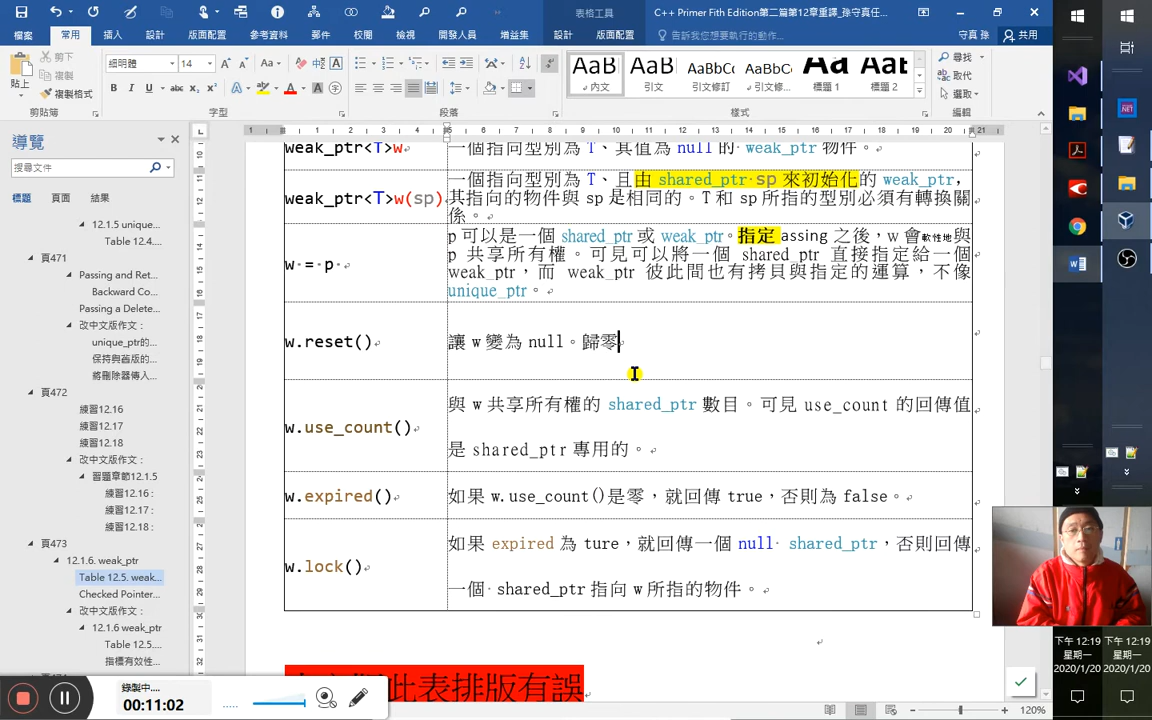 C++ Primer Fith Edition第二篇第12章重譯_孫守真任...
表格工具
檔案
常用
插入
設計
版面配置
參考資料
郵件
校閱
檢視
開發人員
增益集
設計
版面配置
告訴我您想要執行...
守真 孫
共用
貼上
剪下
複製
複製格式
剪貼簿
細明體
14
字型
段落
AaB
內文
AaB
引文
AaBbC
引文修訂
AaBbC
引文修...
AaB
標題 1
AaB
標題 2
樣式
尋找
取代
選取
編輯
導覽
搜尋文件
標題
頁面
結果
12.1.5 unique...
Table 12.4....
頁471
Passing and Ret...
Backward Co...
Passing a Delete...
改中文版作文：
unique_ptr的...
保持與舊版的...
將刪除器傳入...
頁472
練習12.16
練習12.17
練習12.18
改中文版作文：
習題章節12.1.5
練習12.16：
練習12.17：
練習12.18：
頁473
12.1.6. weak_ptr
Table 12.5. weak...
Checked Pointer...
改中文版作文：
12.1.6 weak_ptr
Table 12.5....
指標有效性...
weak_ptr<T>w
一個指向型別為 T、其值為 null 的 weak_ptr 物件。
weak_ptr<T>w(sp)
一個指向型別為 T、且由 shared_ptr sp 來初始化的 weak_ptr，
其指向的物件與 sp 是相同的。T 和 sp 所指的型別必須有轉換關
係。
w = p
p 可以是一個 shared_ptr 或 weak_ptr。指定 assing 之後，w 會軟性地與
p 共享所有權。可見可以將一個 shared_ptr 直接指定給一個
weak_ptr，而 weak_ptr 彼此間也有拷貝與指定的運算，不像
unique_ptr。
w.reset()
讓 w 變為 null。歸零
w.use_count()
與 w 共享所有權的 shared_ptr 數目。可見 use_count 的回傳值
是 shared_ptr 專用的。
w.expired()
如果 w.use_count()是零，就回傳 true，否則為 false。
w.lock()
如果 expired 為 ture，就回傳一個 null shared_ptr，否則回傳
一個 shared_ptr 指向 w 所指的物件。
此表排版有誤
錄製中....
00:11:02
120%
下午 12:19
星期一
2020/1/20
下午 12:19
星期一
2020/1/20